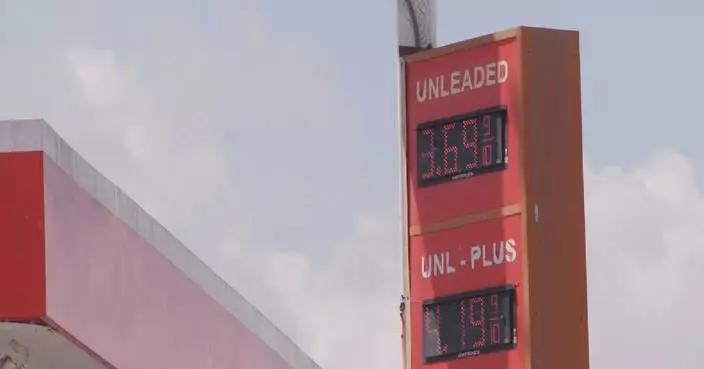 UNLEADED
3.69 9/10
UNL - PLUS
4.19 9/10